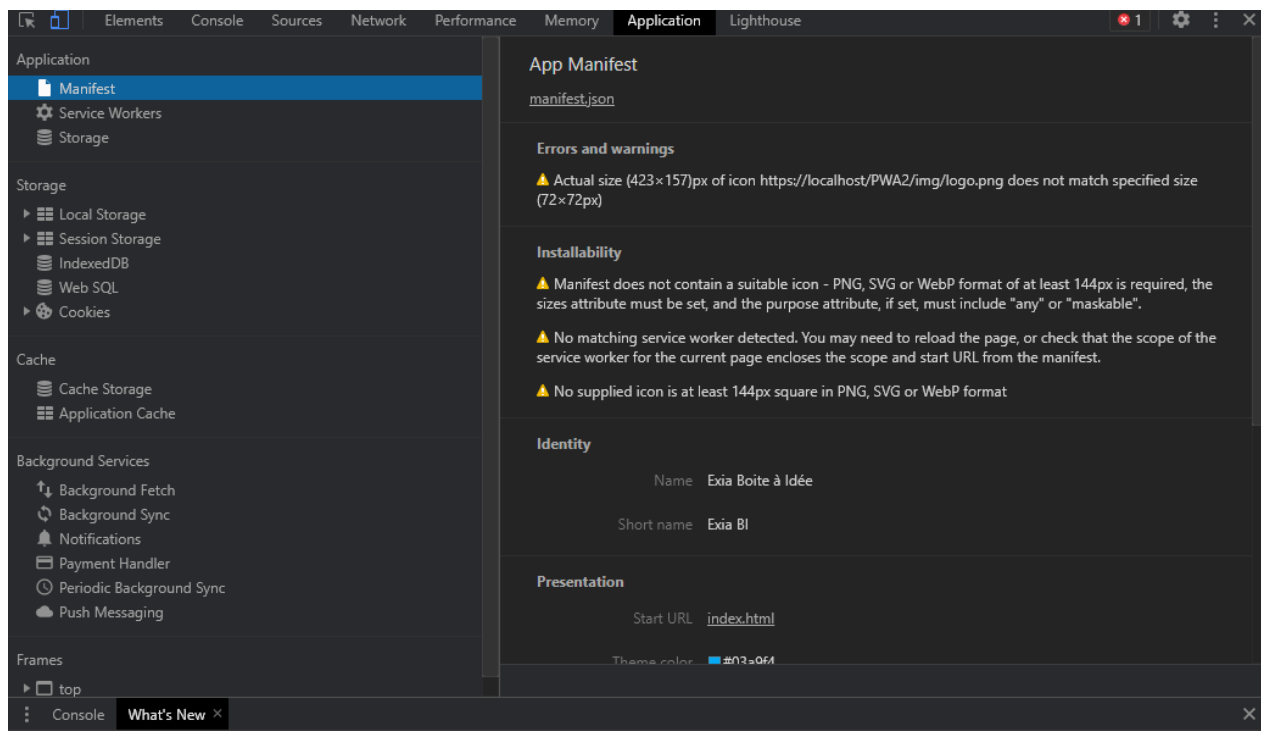 Elements Console Sources Network Performance Memory Application Lighthouse 1
Application
Manifest
Service Workers
Storage
Storage
Local Storage
Session Storage
IndexedDB
Web SQL
Cookies
Cache
Cache Storage
Application Cache
Background Services
Background Fetch
Background Sync
Notifications
Payment Handler
Periodic Background Sync
Push Messaging
Frames
top
App Manifest
manifest.json
Errors and warnings
Actual size (423×157)px of icon https://localhost/PWA2/img/logo.png does not match specified size
(72×72px)
Installability
Manifest does not contain a suitable icon - PNG, SVG or WebP format of at least 144px is required, the
sizes attribute must be set, and the purpose attribute, if set, must include "any" or "maskable".
No matching service worker detected. You may need to reload the page, or check that the scope of the
service worker for the current page encloses the scope and start URL from the manifest.
No supplied icon is at least 144px square in PNG, SVG or WebP format
Identity
Name Exia Boite à Idée
Short name Exia BI
Presentation
Start URL index.html
Theme color #03a9f4
Console What's New